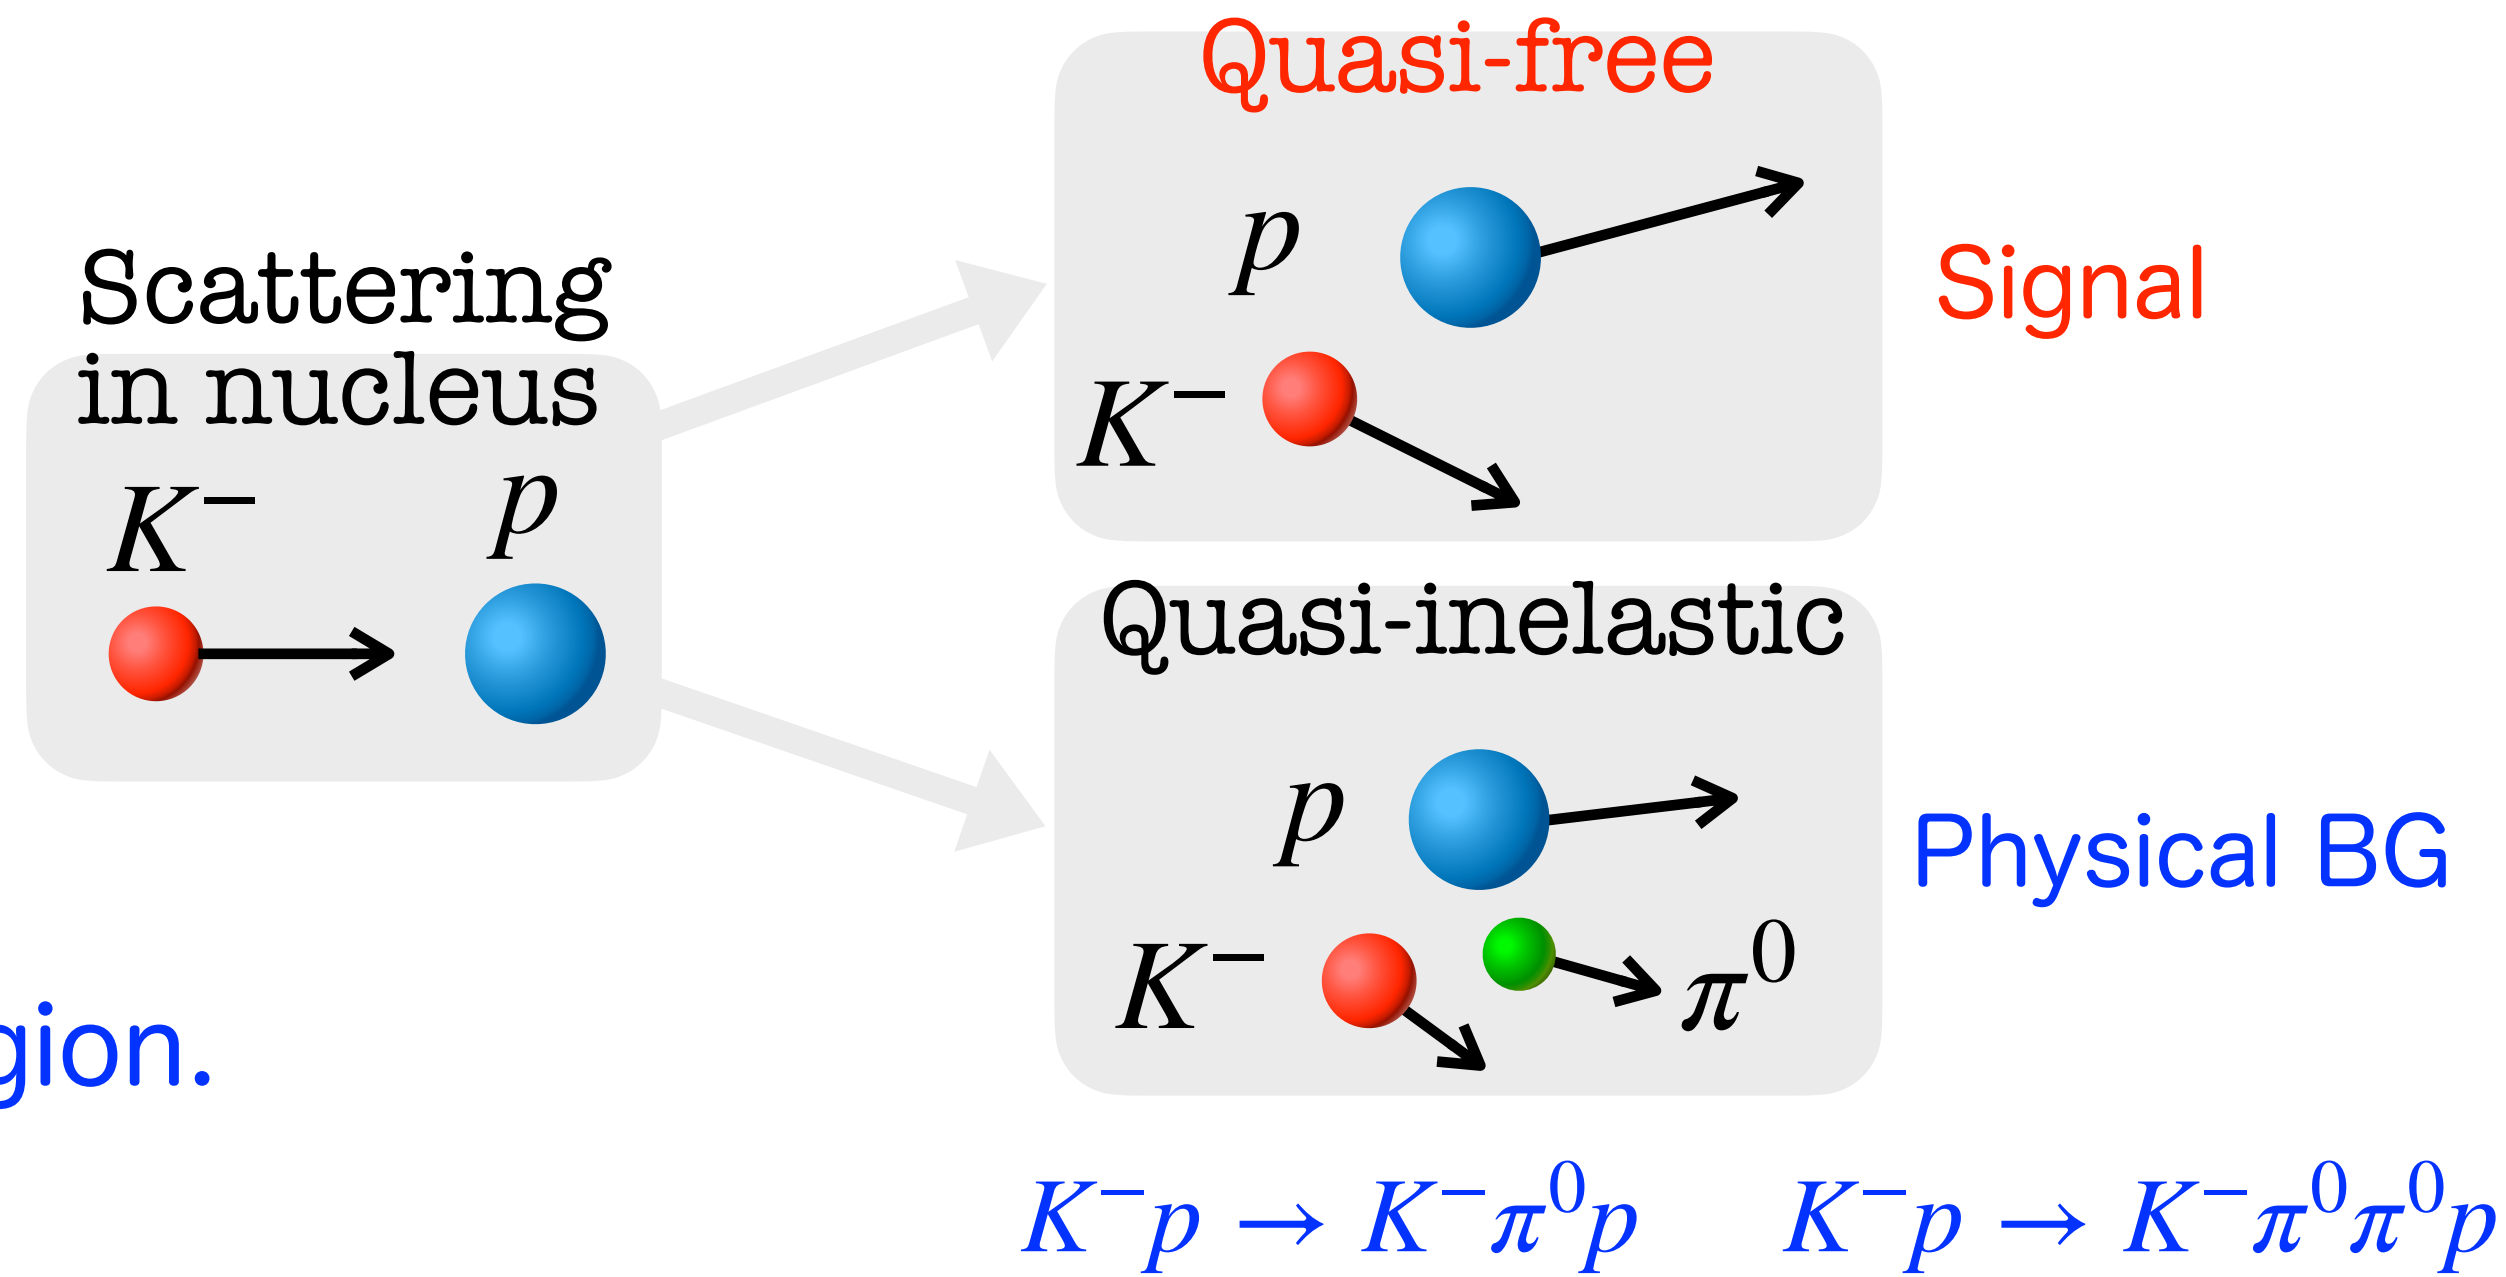 Scattering
in nucleus
K⁻ p
Quasi-free
p
K⁻
Signal
Quasi-inelastic
p
K⁻
π⁰
Physical BG
gion.
K⁻p → K⁻π⁰p
K⁻p → K⁻π⁰π⁰p